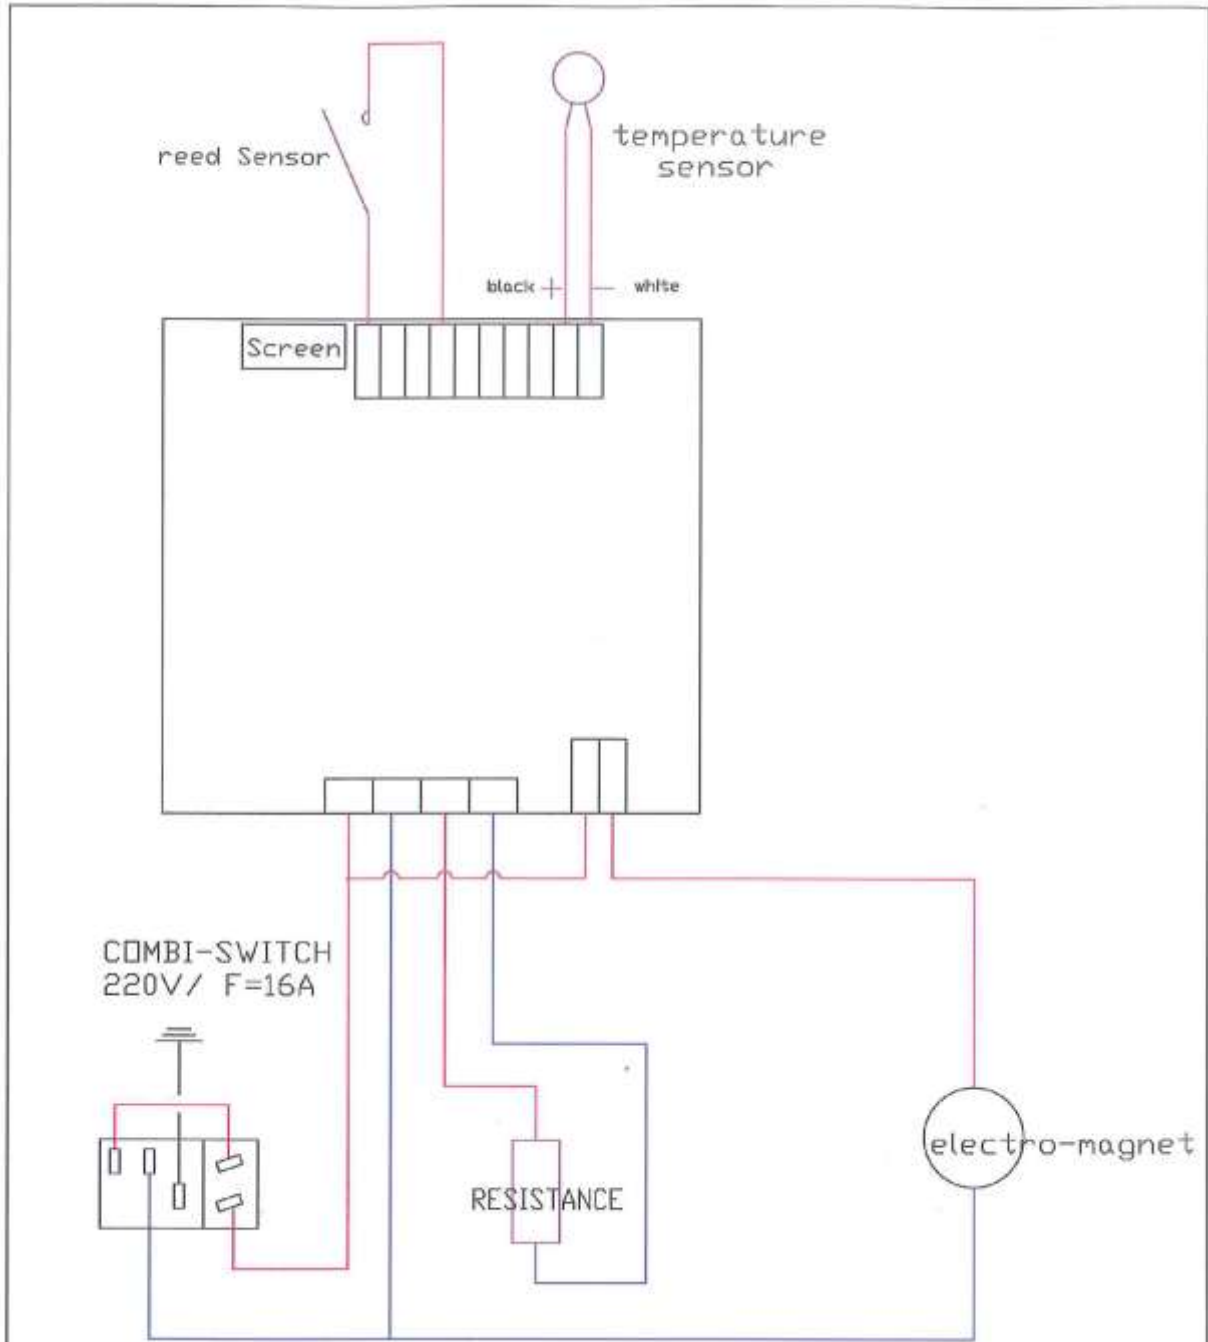 temperature
sensor
reed Sensor
black
white
Screen
COMBI-SWITCH
220V/ F=16A
electro-magnet
RESISTANCE